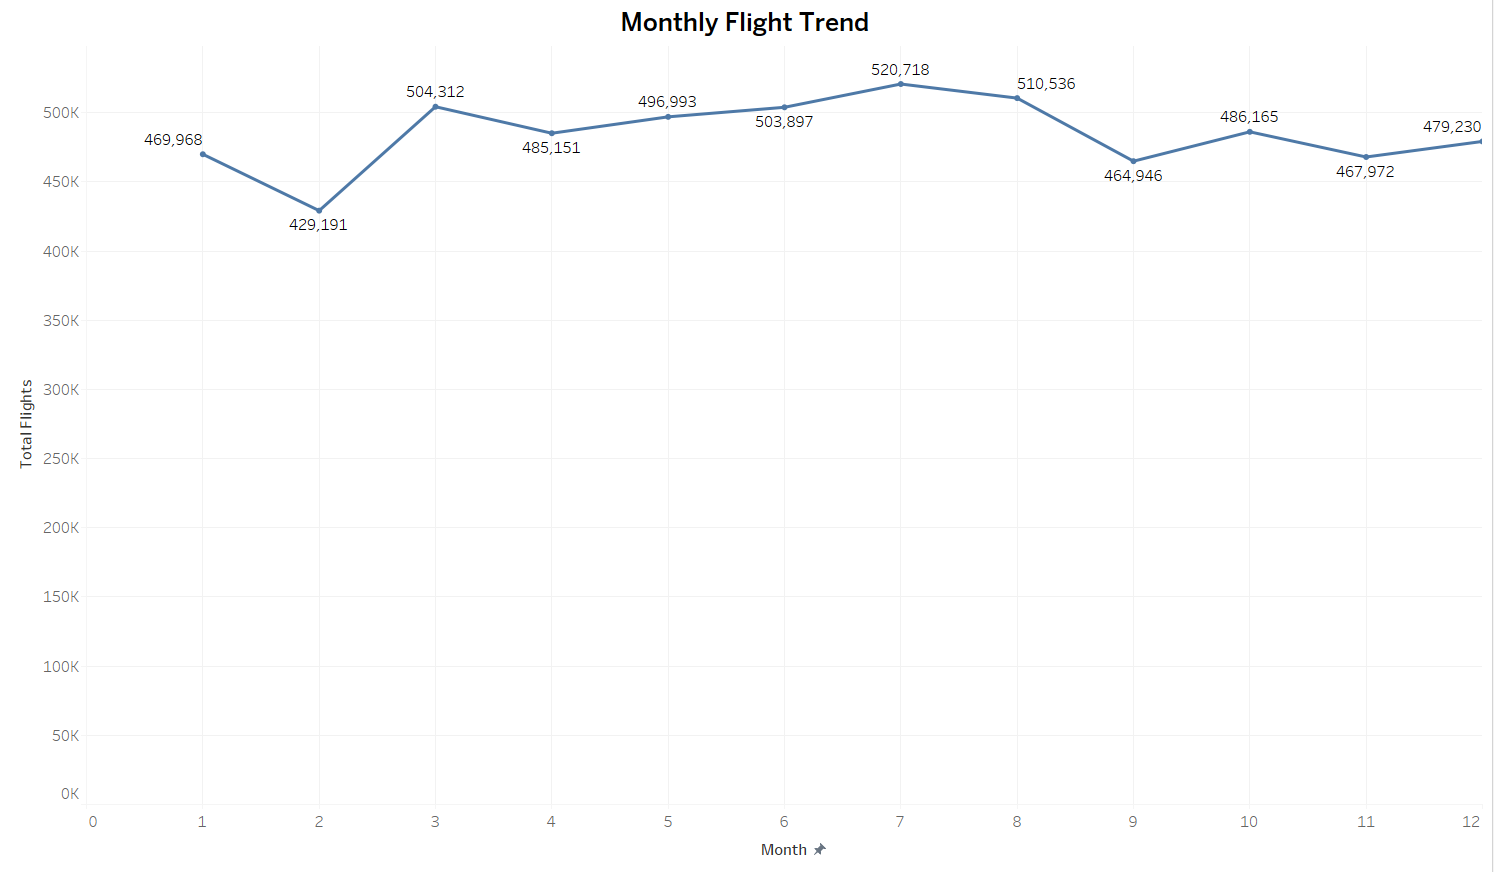 Monthly Flight Trend
520,718
510,536
504,312
496,993
503,897
486,165
479,230
469,968
485,151
464,946
467,972
429,191
500K
450K
400K
350K
300K
250K
200K
150K
100K
50K
0K
Total Flights
0 1 2 3 4 5 6 7 8 9 10 11 12
Month